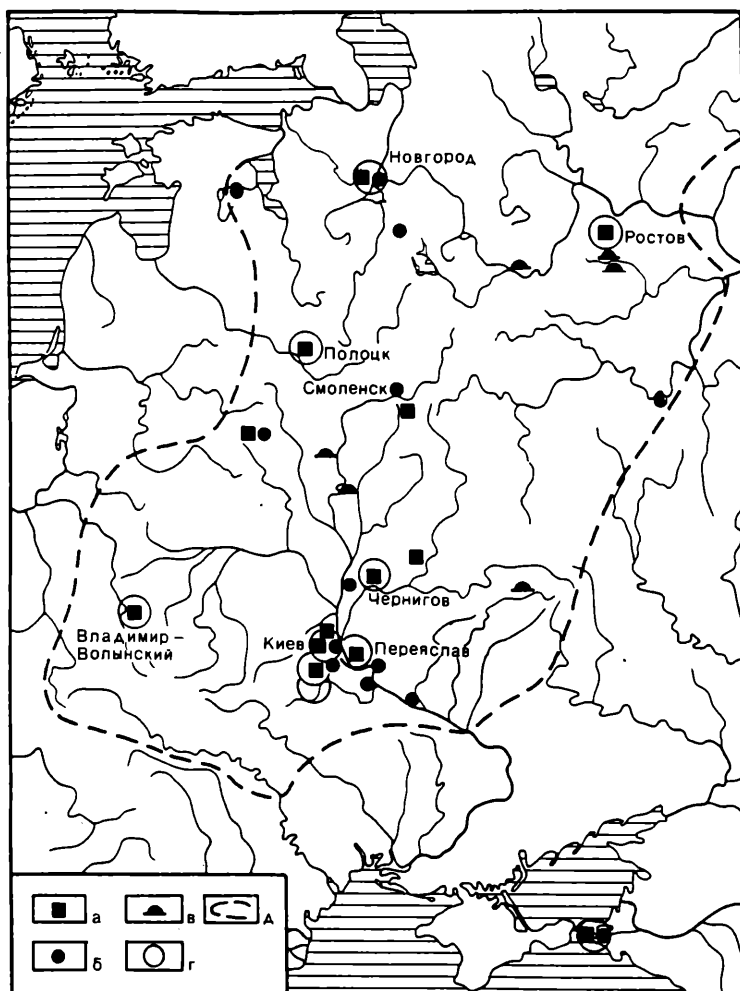 Новгород
Ростов
Полоцк
Смоленск
Чернигов
Владимир –
Волынский
Киев
Переяслав
а
в
д
б
г